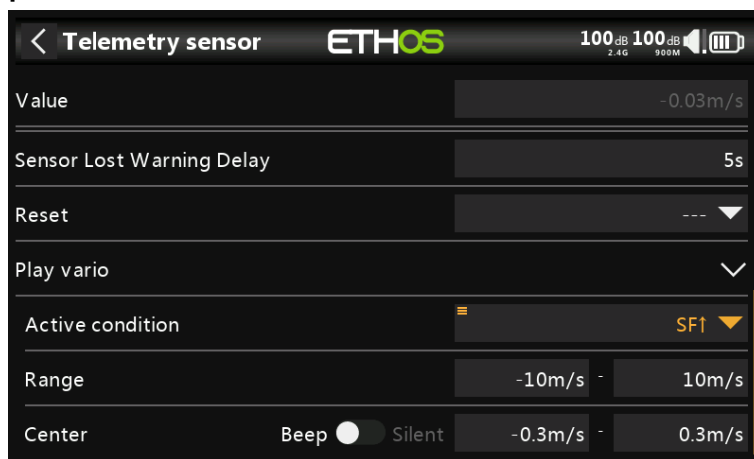 Telemetry sensor ETHOS 100dB 2.4G 100dB 900M
Value -0.03m/s
Sensor Lost Warning Delay 5s
Reset ---
Play vario
Active condition SF↑
Range -10m/s - 10m/s
Center Beep Silent -0.3m/s - 0.3m/s